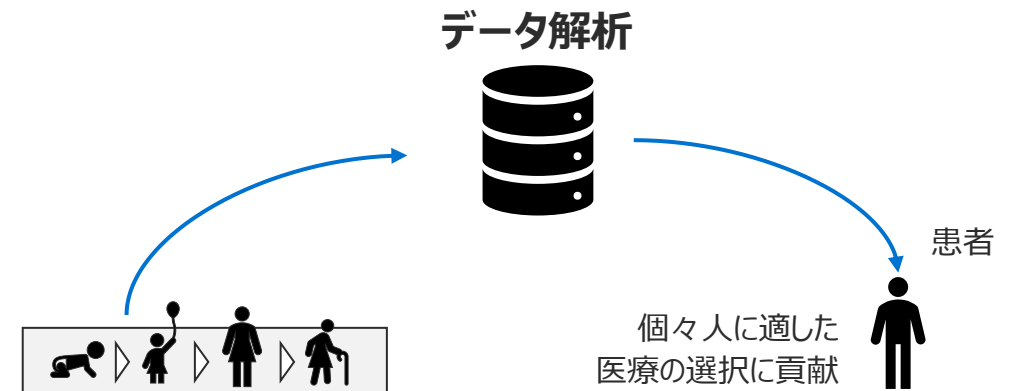 データ解析
患者
個々人に適した
医療の選択に貢献